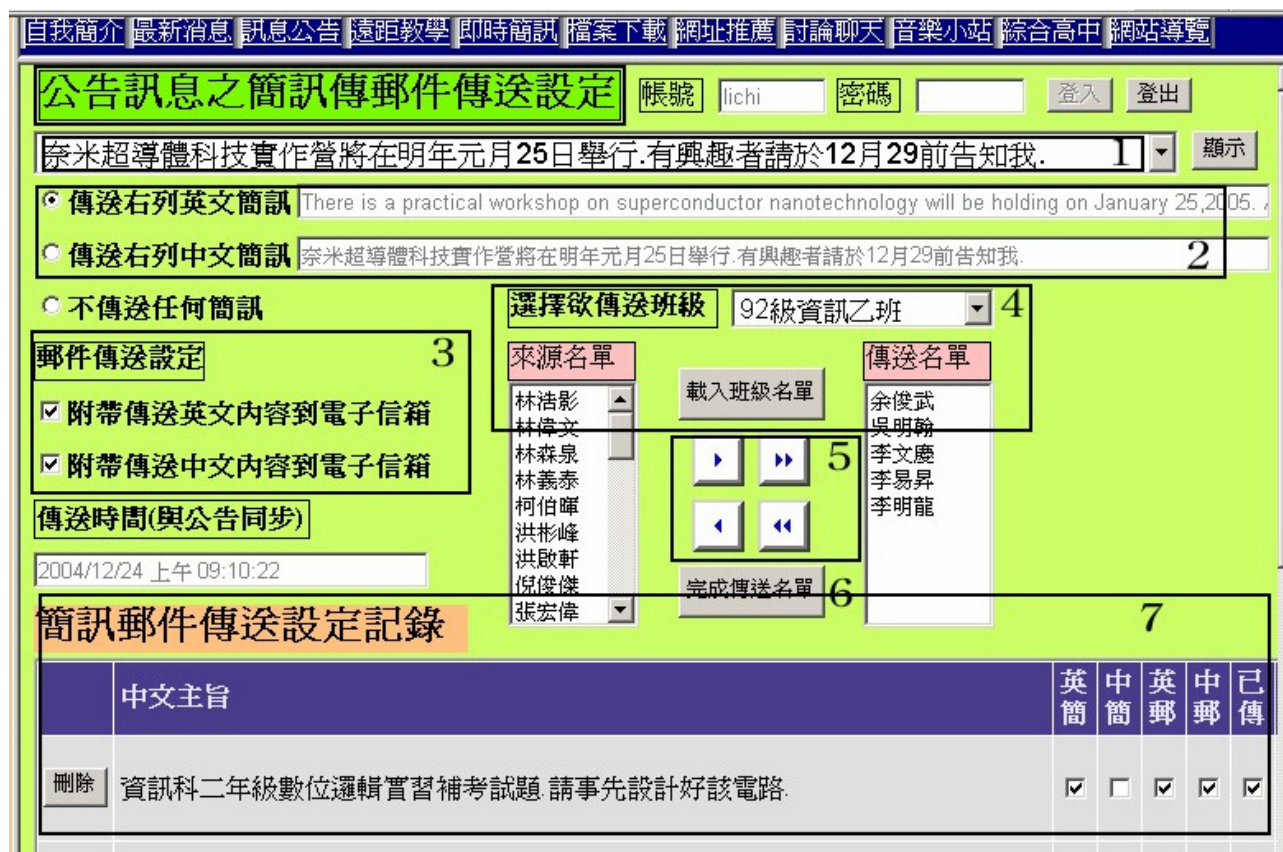 自我簡介 最新消息 訊息公告 遠距教學 即時簡訊 檔案下載 網址推薦 討論聊天 音樂小站 綜合高中 網站導覽
公告訊息之簡訊傳郵件傳送設定 帳號 lichi 密碼 登入 登出
奈米超導體科技實作營將在明年元月25日舉行.有興趣者請於12月29前告知我. 1 顯示
傳送右列英文簡訊 There is a practical workshop on superconductor nanotechnology will be holding on January 25,2005.
傳送右列中文簡訊 奈米超導體科技實作營將在明年元月25日舉行.有興趣者請於12月29前告知我. 2
不傳送任何簡訊
選擇欲傳送班級 92級資訊乙班 4
郵件傳送設定 3
附帶傳送英文內容到電子信箱
附帶傳送中文內容到電子信箱
傳送時間(與公告同步)
2004/12/24 上午 09:10:22
來源名單
林浩影
林偉文
林森泉
林義泰
柯伯暉
洪彬峰
洪啟軒
倪俊傑
張宏偉
載入班級名單
5
完成傳送名單 6
傳送名單
余俊武
吳明翰
李文慶
李易昇
李明龍
簡訊郵件傳送設定記錄 7
中文主旨 英簡 中簡 英郵 中郵 已傳
刪除 資訊科二年級數位邏輯實習補考試題.請事先設計好該電路.